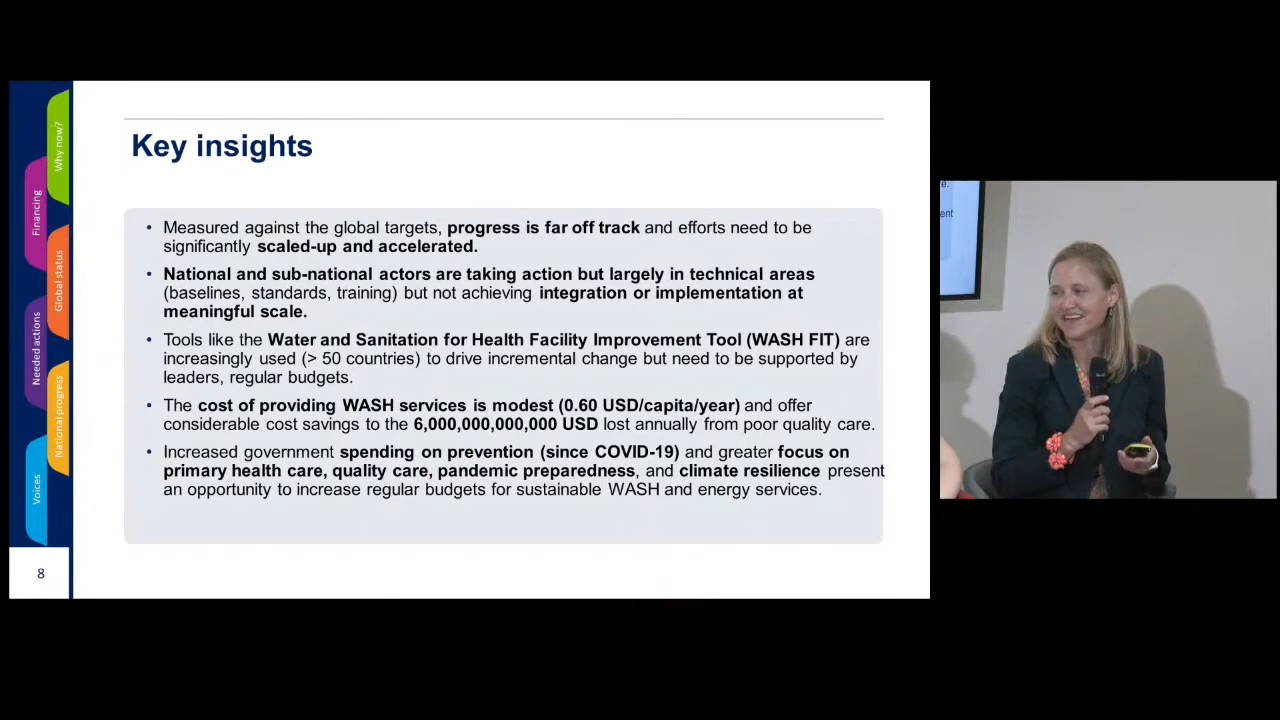 Key insights
• Measured against the global targets, progress is far off track and efforts need to be
significantly scaled-up and accelerated.
• National and sub-national actors are taking action but largely in technical areas
(baselines, standards, training) but not achieving integration or implementation at
meaningful scale.
• Tools like the Water and Sanitation for Health Facility Improvement Tool (WASH FIT) are
increasingly used (> 50 countries) to drive incremental change but need to be supported by
leaders, regular budgets.
• The cost of providing WASH services is modest (0.60 USD/capita/year) and offer
considerable cost savings to the 6,000,000,000,000 USD lost annually from poor quality care.
• Increased government spending on prevention (since COVID-19) and greater focus on
primary health care, quality care, pandemic preparedness, and climate resilience present
an opportunity to increase regular budgets for sustainable WASH and energy services.
Why now?
Financing
Global status
Needed actions
National progress
Voices
8
ent